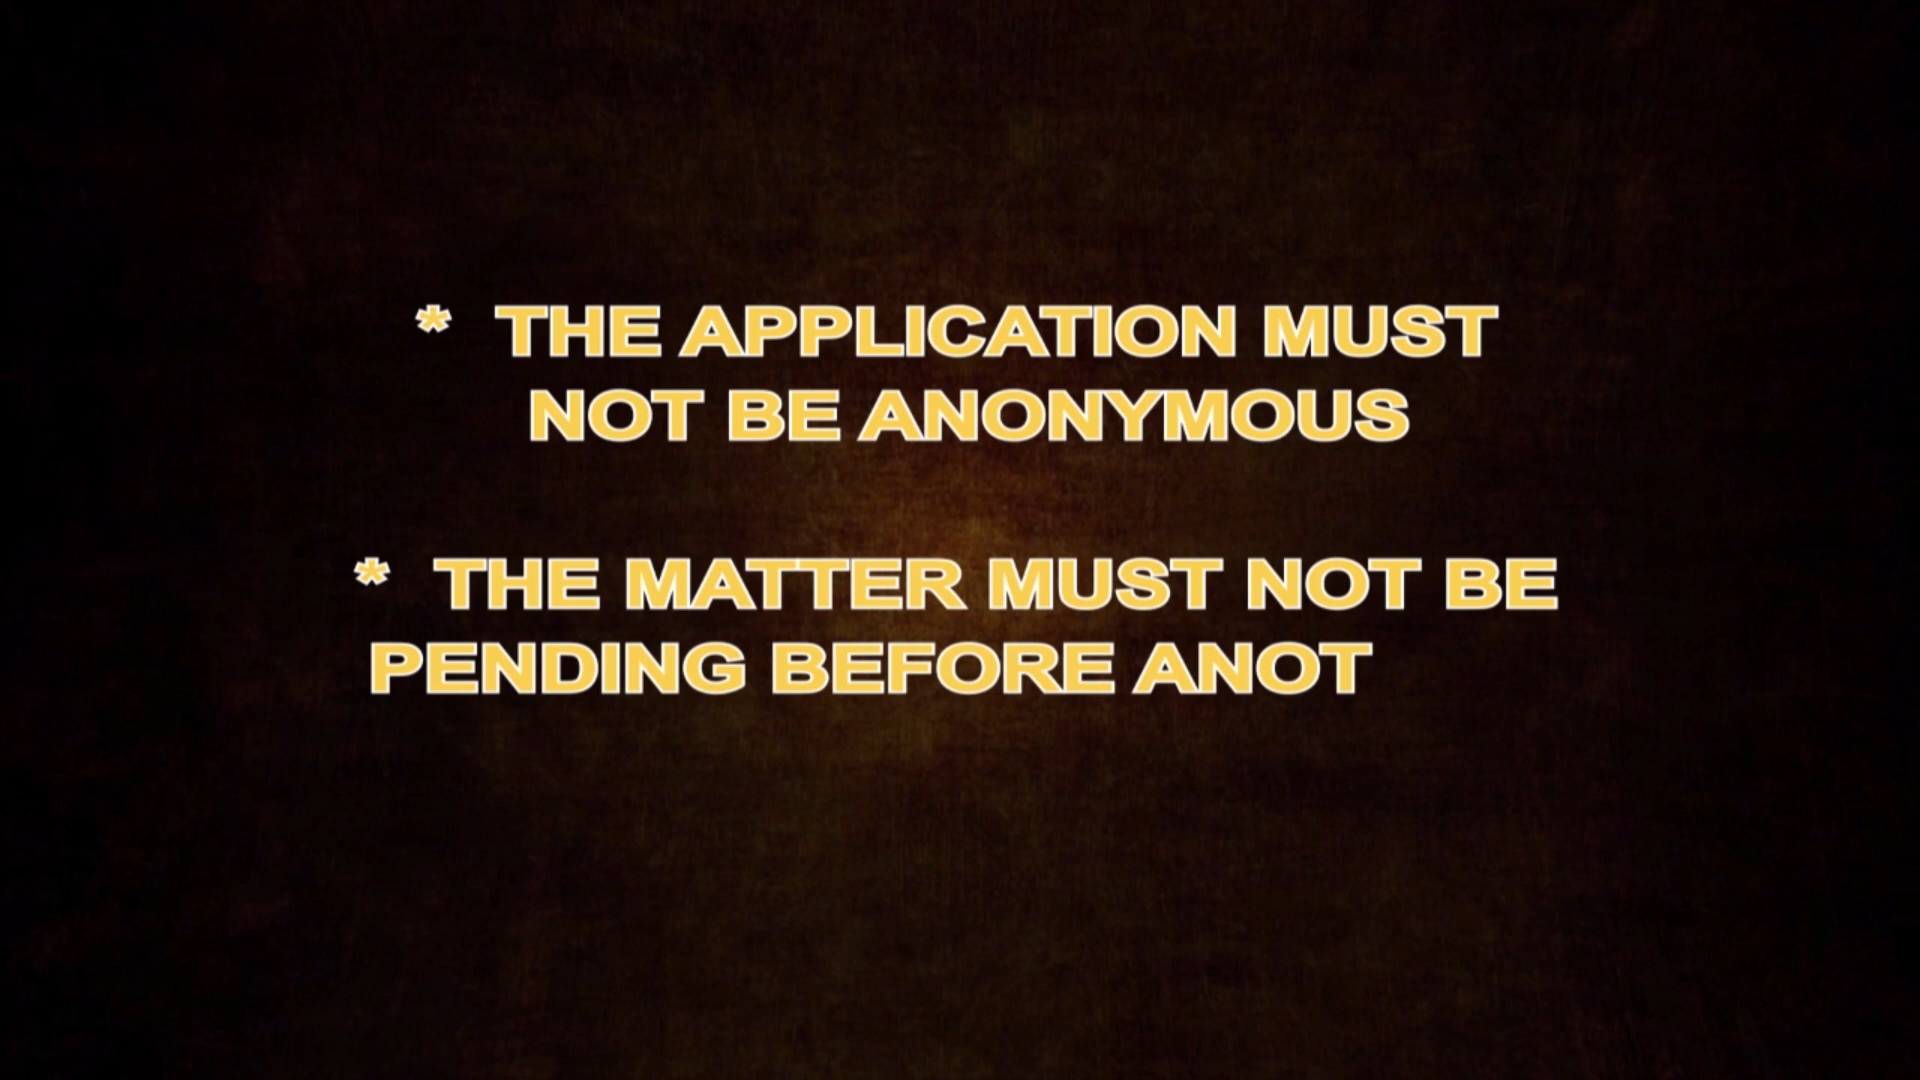 * THE APPLICATION MUST
NOT BE ANONYMOUS
* THE MATTER MUST NOT BE
PENDING BEFORE ANOT